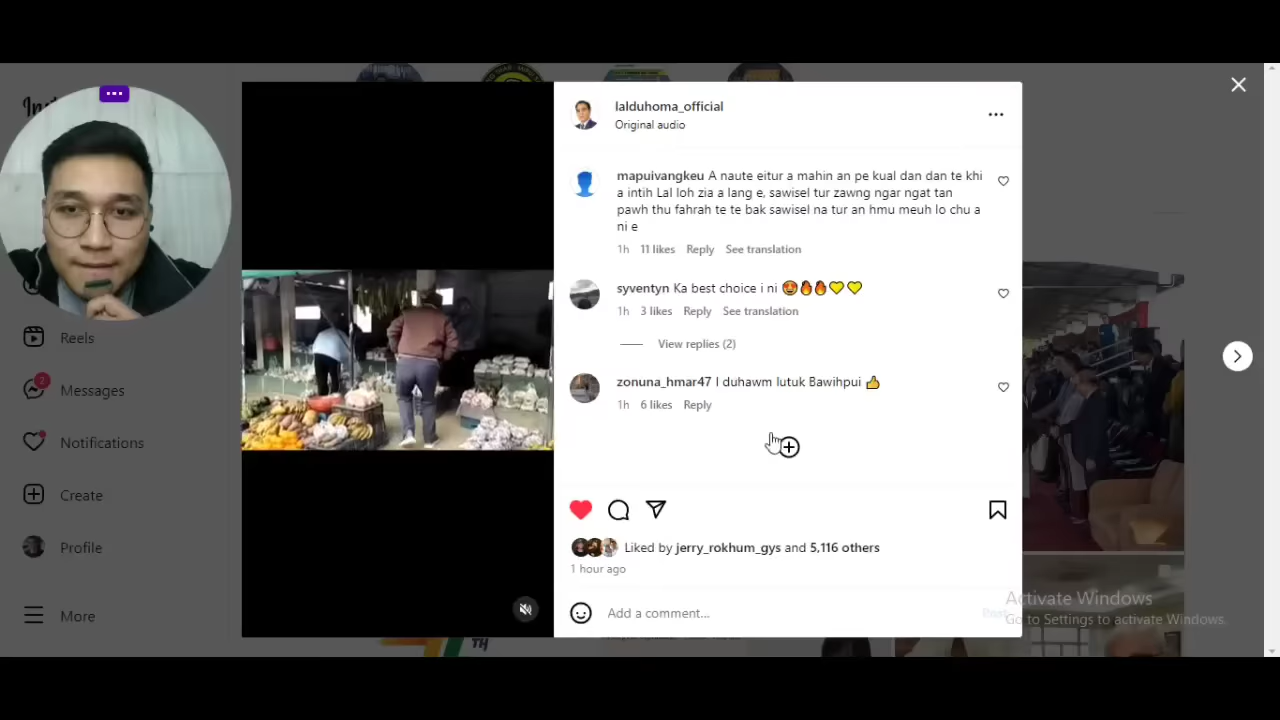 lalduhoma_official
Original audio
mapuivangkeu A naute eitur a mahin an pe kual dan dan te khi
a intih Lal loh zia a lang e, sawisel tur zawng ngar ngat tan
pawh thu fahrah te te bak sawisel na tur an hmu meuh lo chu a
ni e
1h 11 likes Reply See translation
syventyn Ka best choice i ni 😍🔥🔥💛💛
1h 3 likes Reply See translation
View replies (2)
zonuna_hmar47 I duhawm lutuk Bawihpui 👍
1h 6 likes Reply
Liked by jerry_rokhum_gys and 5,116 others
1 hour ago
Add a comment...
Post
Reels
2
Messages
Notifications
Create
Profile
More
Activate Windows
Go to Settings to activate Windows.